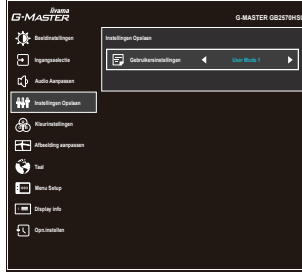 iiyama
G-MASTER
G-MASTER GB2570HSU
Beeldinstellingen
Instellingen Opslaan
Ingangsselectie
Gebruikersinstellingen
User Mode 1
Audio Aanpassen
Instellingen Opslaan
Kleurinstellingen
Afbeelding aanpassen
Taal
Menu Setup
Display info
Opn.instellen